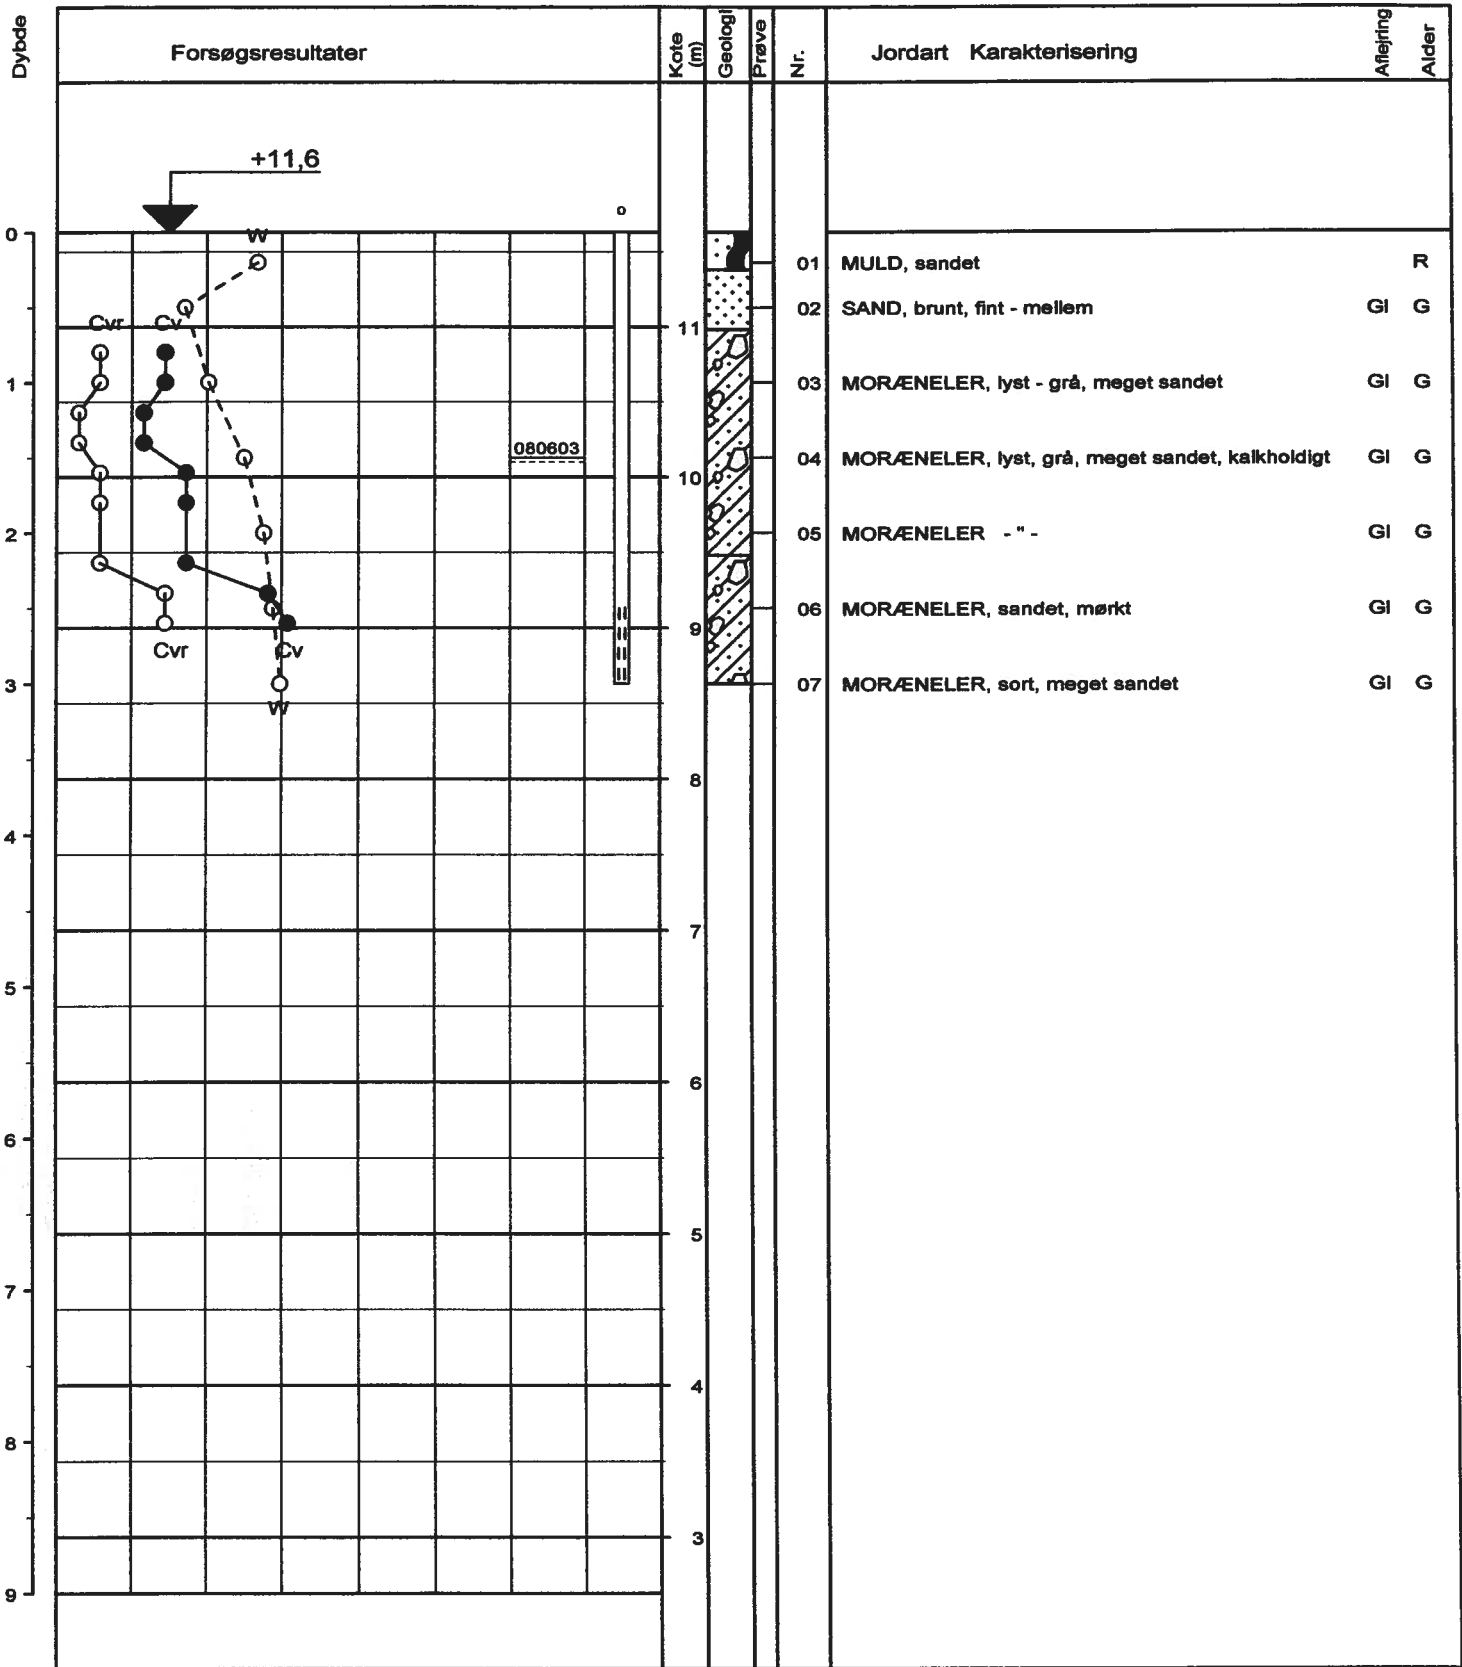 Dybde
Forsøgsresultater
Kote (m)
Geologi
Prøve
Nr.
Jordart Karakterisering
Aflejring
Alder
+11,6
o
0
W
01 MULD, sandet R
02 SAND, brunt, fint - mellem Gl G
Cvr Cv
11
1
03 MORÆNELER, lyst - grå, meget sandet Gl G
080603
04 MORÆNELER, lyst, grå, meget sandet, kalkholdigt Gl G
10
2
05 MORÆNELER - " - Gl G
06 MORÆNELER, sandet, mørkt Gl G
9
Cvr Cv
3
07 MORÆNELER, sort, meget sandet Gl G
W
8
4
7
5
6
6
5
7
4
8
3
9